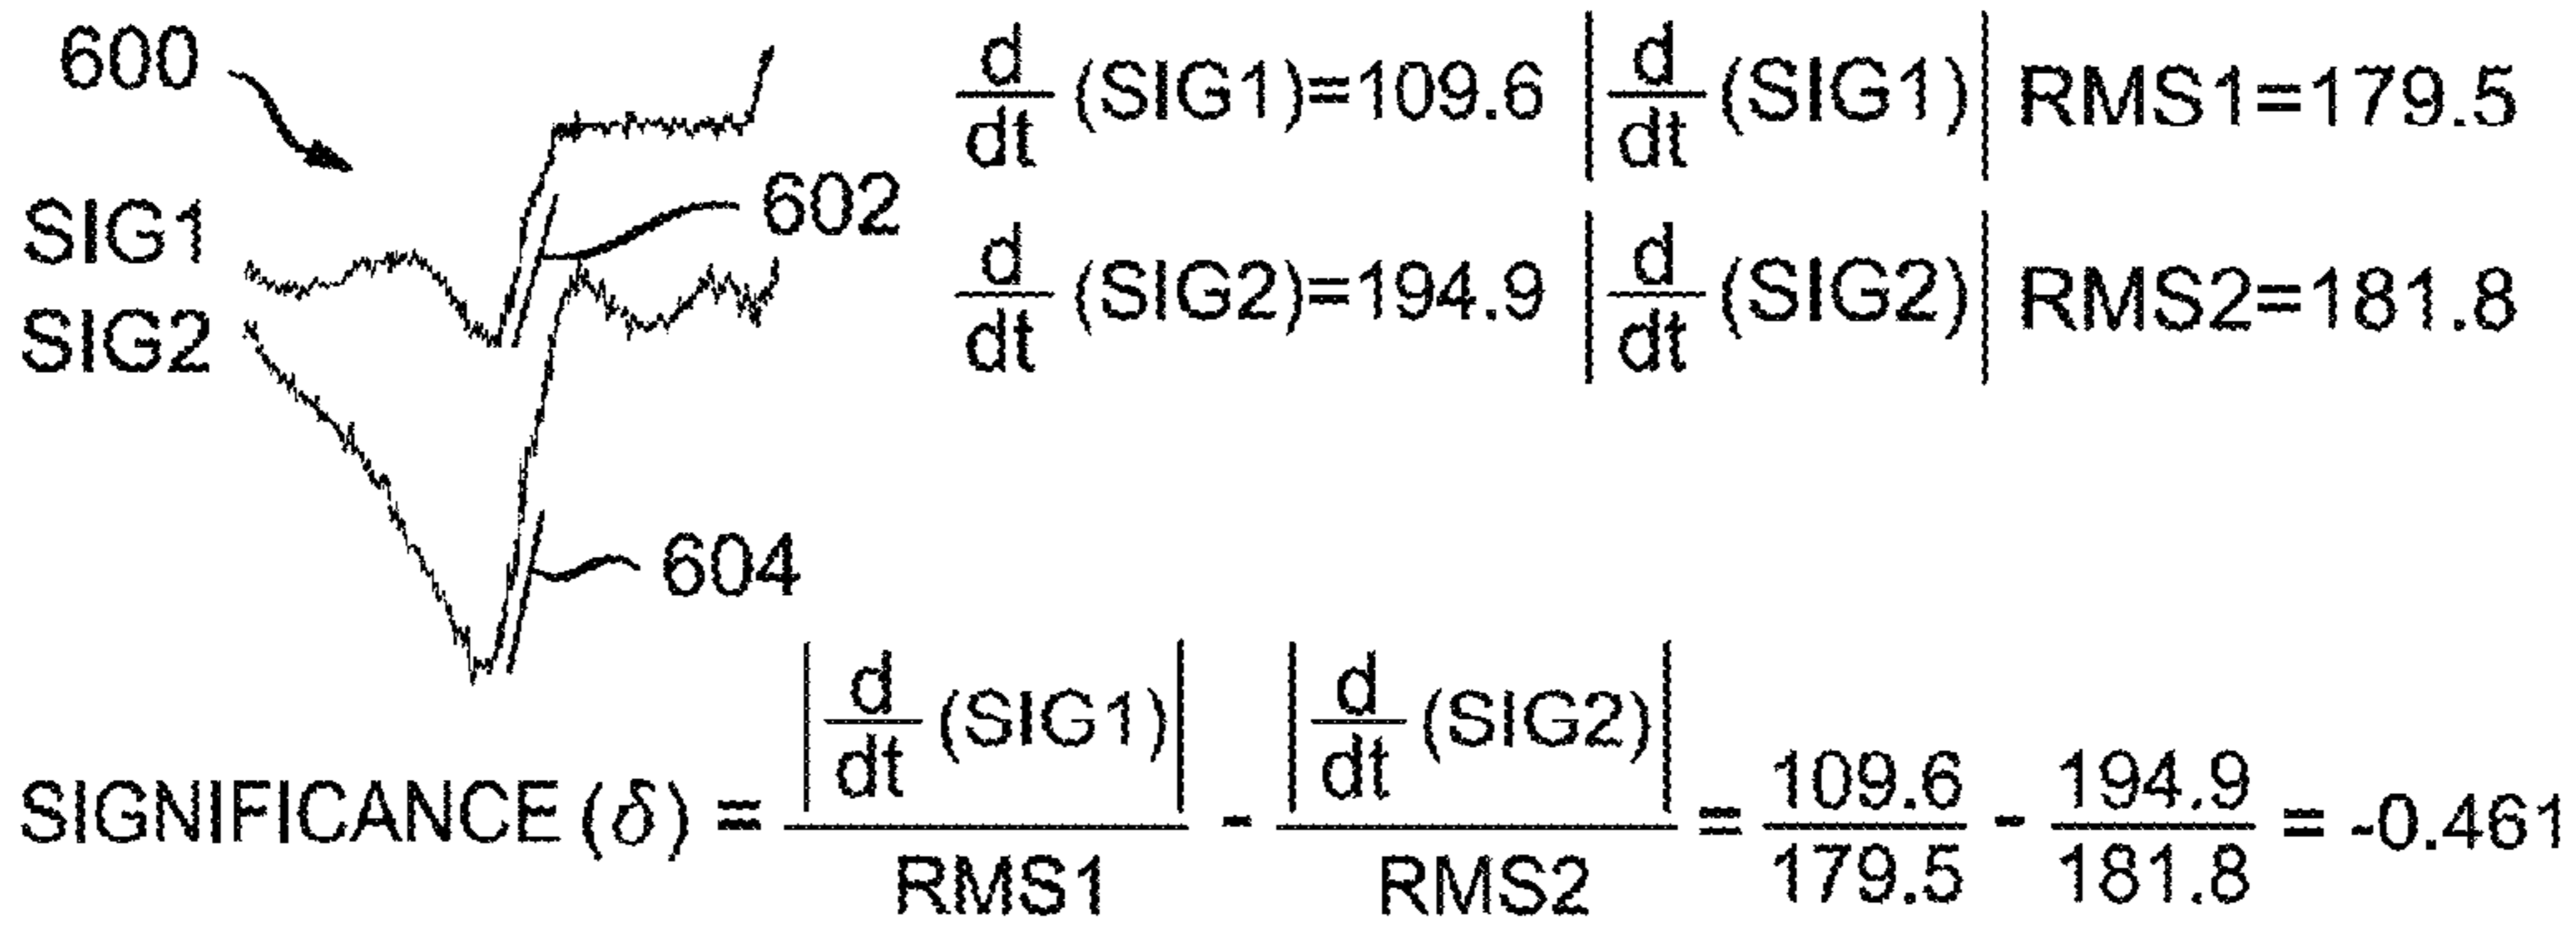 600
d/dt (SIG1)=109.6 |d/dt (SIG1)| RMS1=179.5
SIG1
602
SIG2
d/dt (SIG2)=194.9 |d/dt (SIG2)| RMS2=181.8
604
SIGNIFICANCE (δ) = |d/dt (SIG1)|/RMS1 - |d/dt (SIG2)|/RMS2 = 109.6/179.5 - 194.9/181.8 = -0.461